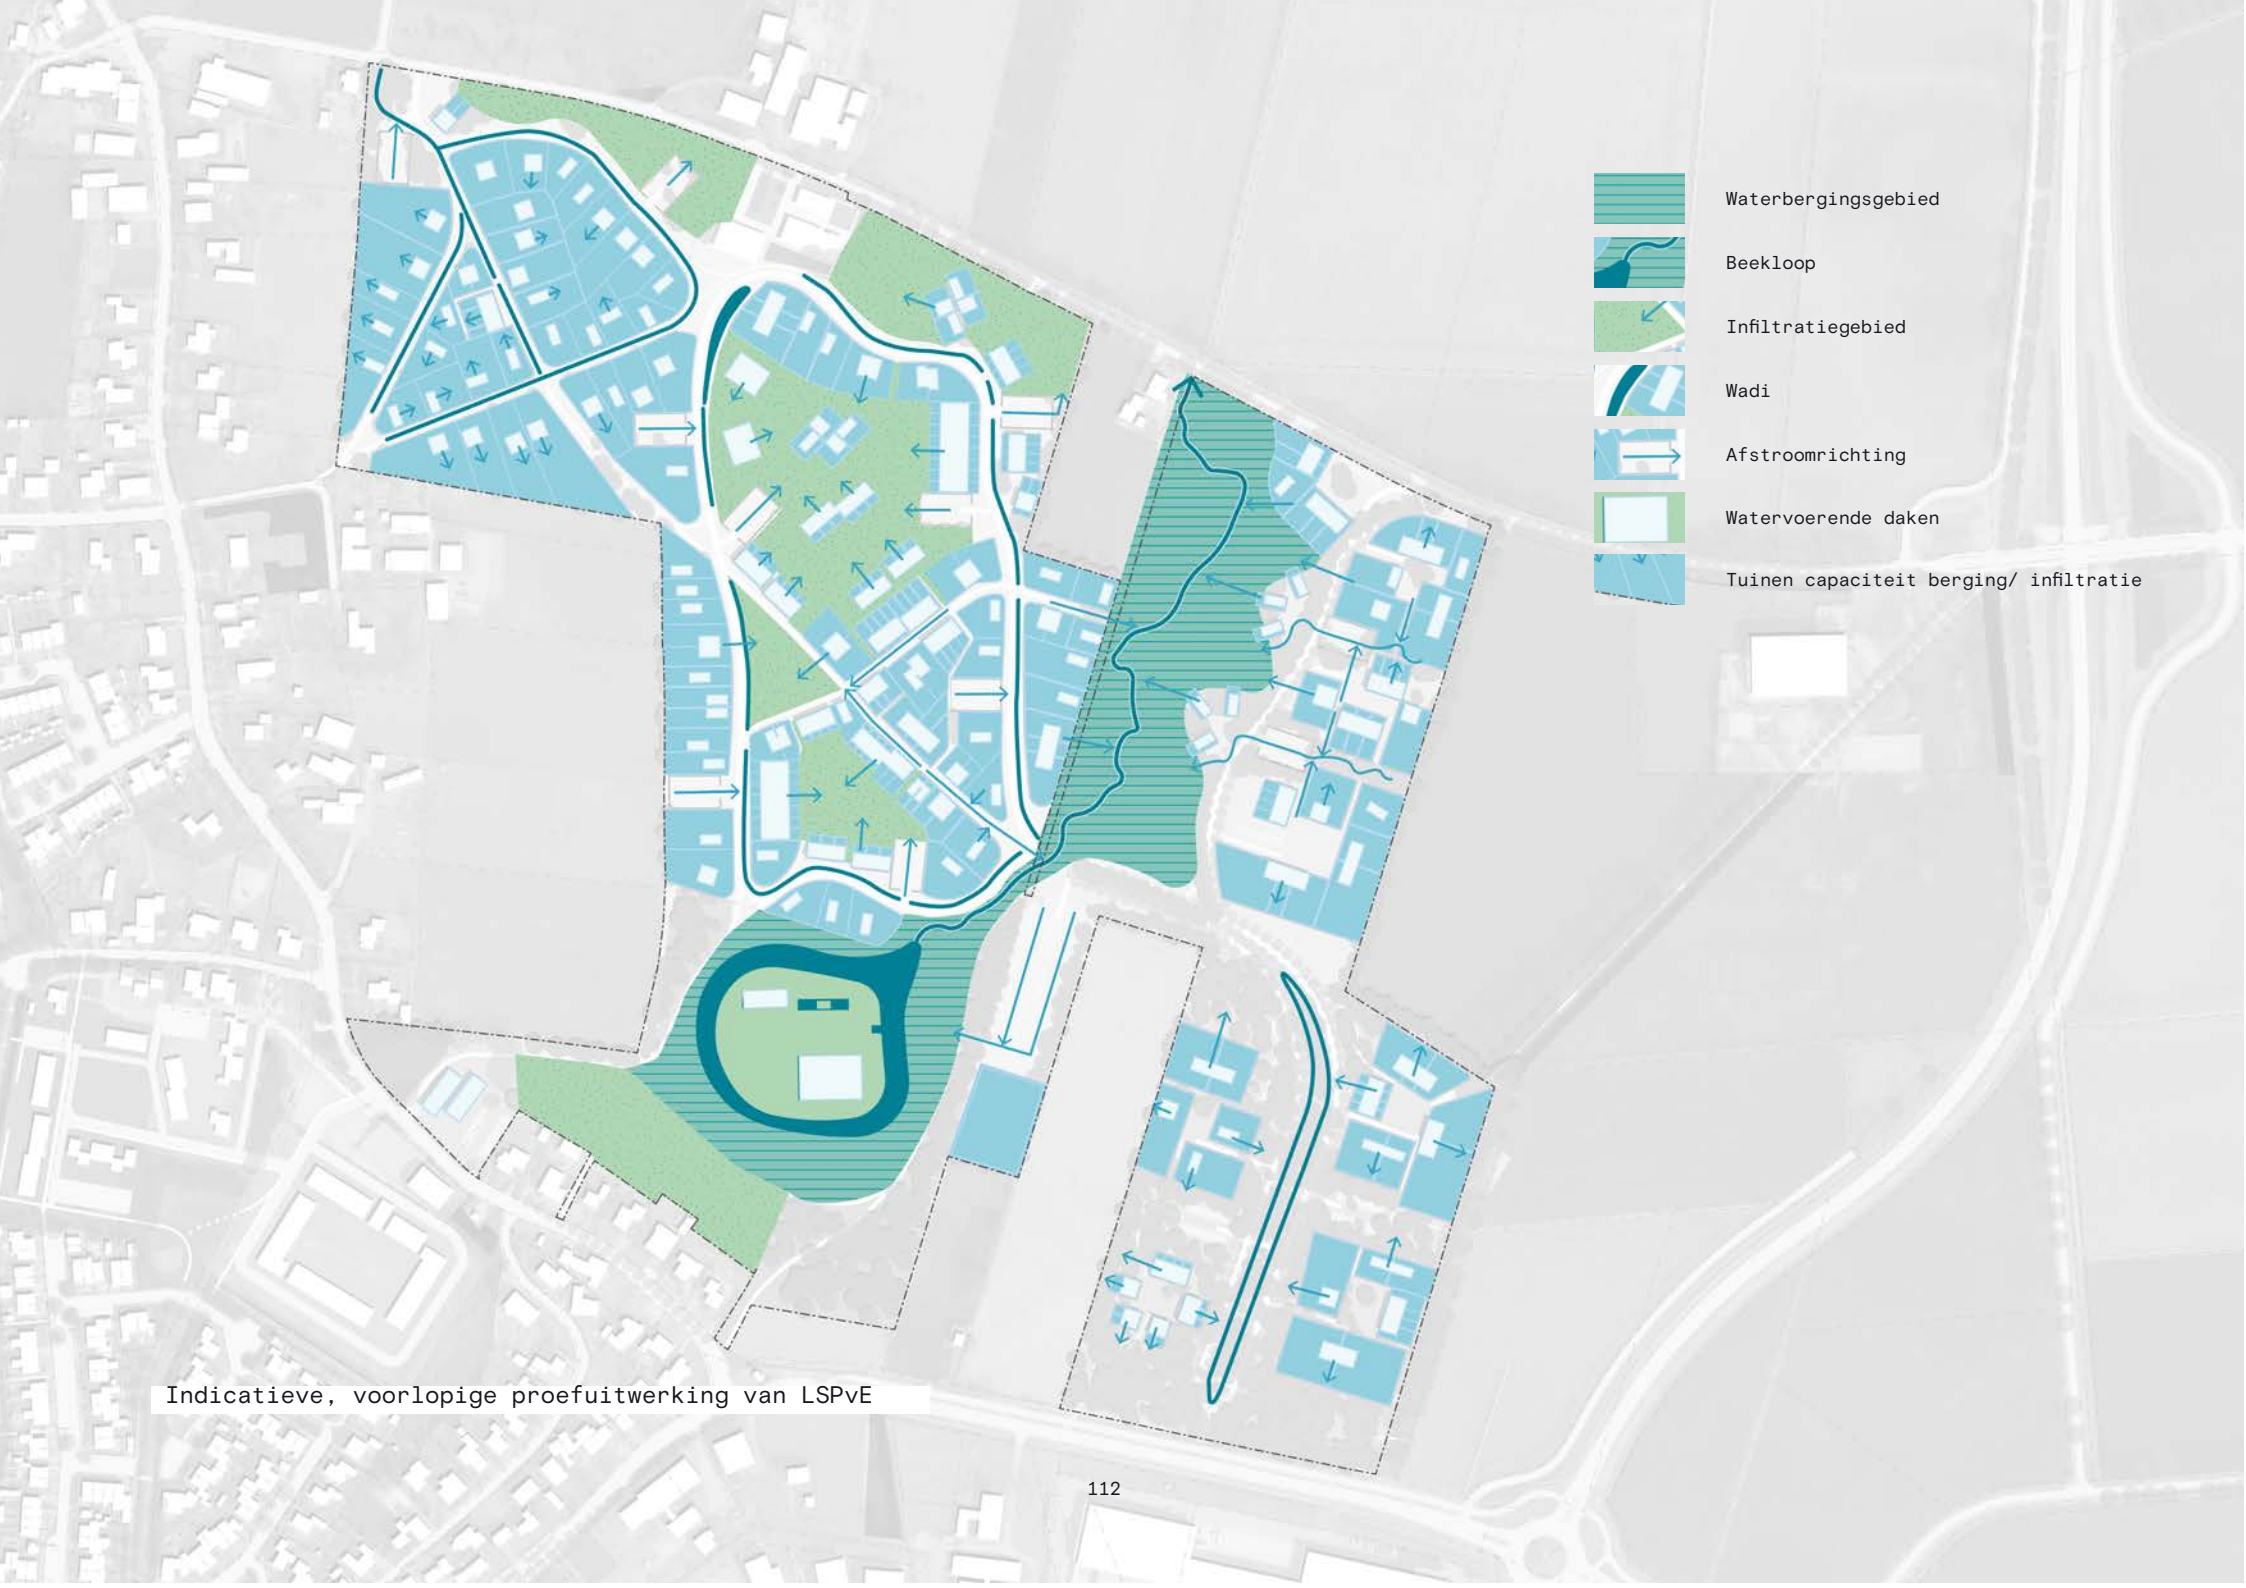 Waterbergingsgebied
Beekloop
Infiltratiegebied
Wadi
Afstroomrichting
Watervoerende daken
Tuinen capaciteit berging/ infiltratie
Indicatieve, voorlopige proefuitwerking van LSPvE
112